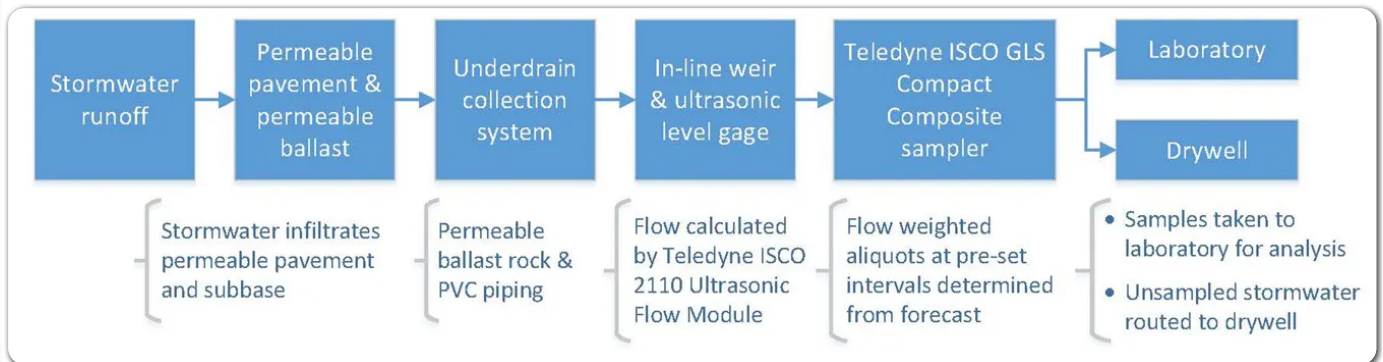 Stormwater
runoff
Permeable
pavement &
permeable
ballast
Underdrain
collection
system
In-line weir
& ultrasonic
level gage
Teledyne ISCO GLS
Compact
Composite
sampler
Laboratory
Drywell
Stormwater infiltrates
permeable pavement
and subbase
Permeable
ballast rock &
PVC piping
Flow calculated
by Teledyne ISCO
2110 Ultrasonic
Flow Module
Flow weighted
aliquots at pre-set
intervals determined
from forecast
• Samples taken to
laboratory for analysis
• Unsampled stormwater
routed to drywell